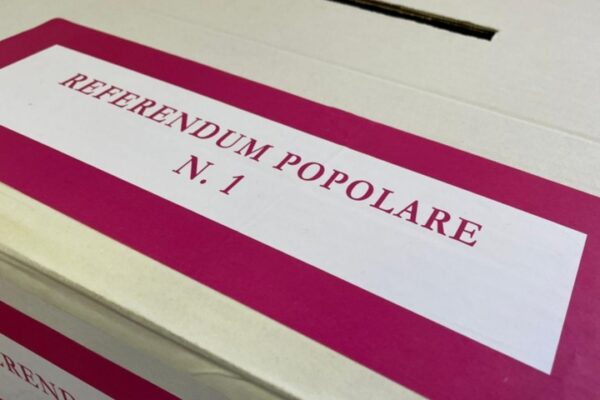 REFERENDUM POPOLARE
N. 1